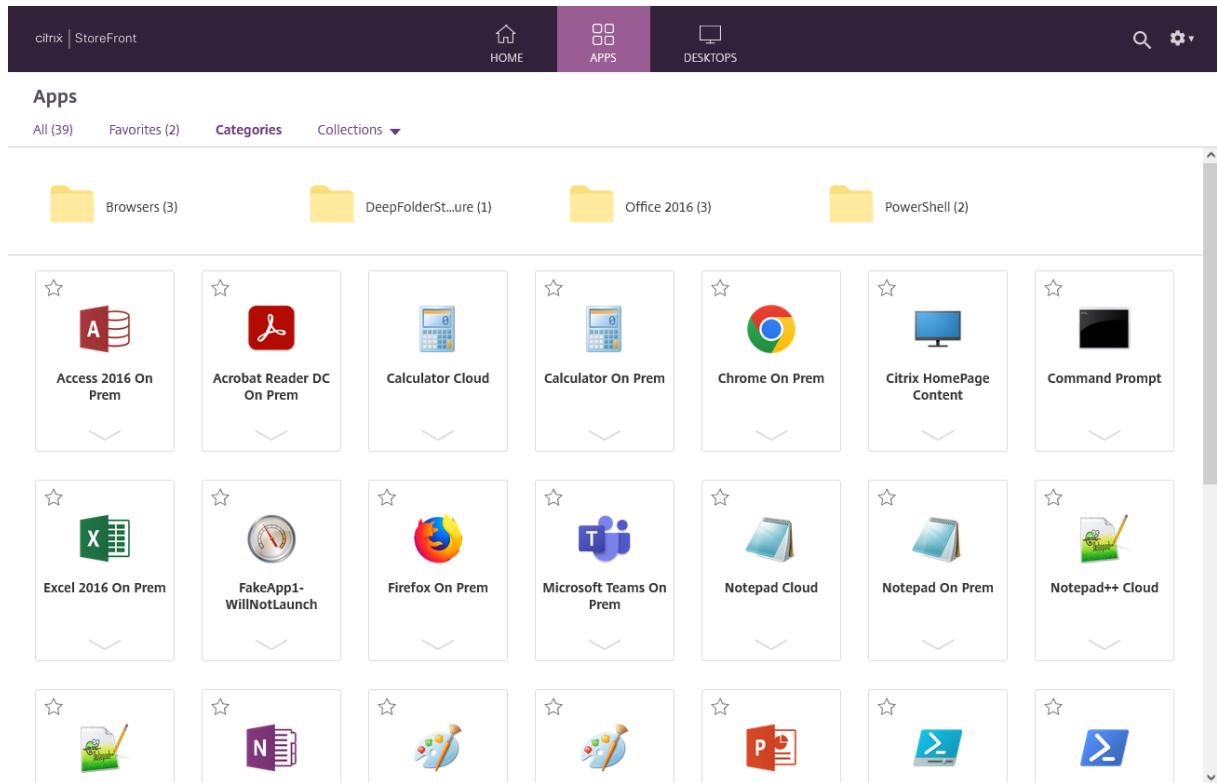 citrix | StoreFront
HOME
APPS
DESKTOPS
Apps
All (39)
Favorites (2)
Categories
Collections
Browsers (3)
DeepFolderSt...ure (1)
Office 2016 (3)
PowerShell (2)
Access 2016 On
Prem
Acrobat Reader DC
On Prem
Calculator Cloud
Calculator On Prem
Chrome On Prem
Citrix HomePage
Content
Command Prompt
Excel 2016 On Prem
FakeApp1-
WillNotLaunch
Firefox On Prem
Microsoft Teams On
Prem
Notepad Cloud
Notepad On Prem
Notepad++ Cloud